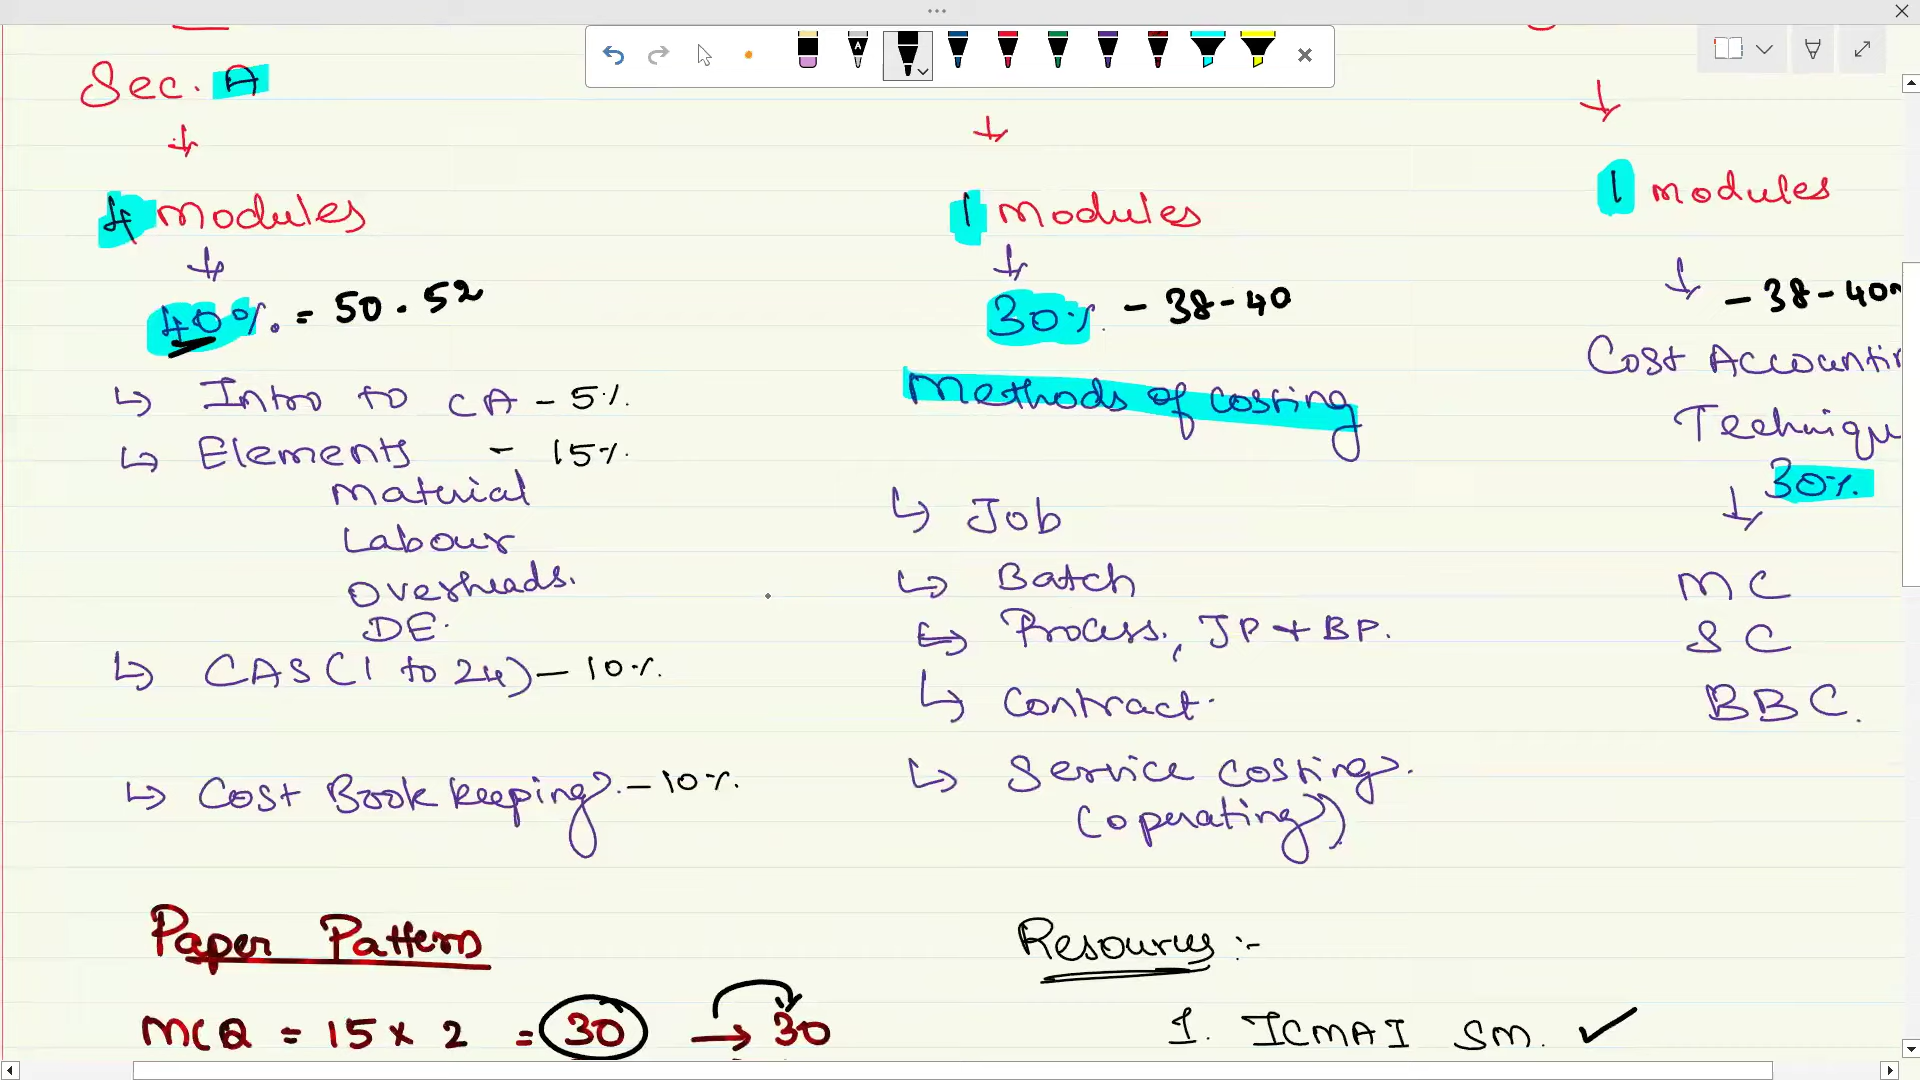 Sec. A
4 modules
40% = 50 - 52
↳ Intro to CA - 5%.
↳ Elements - 15%.
Material
Labour
Overheads.
DE.
↳ CAS (1 to 24) - 10%.
↳ Cost Book keeping. - 10%.
1 modules
30%. - 38-40
Methods of costing
↳ Job
↳ Batch
↳ Process, JP + BP.
↳ Contract.
↳ Service costing.
(operating)
1 modules
- 38-40
Cost
30%.
MC
SC
BBC.
Paper Pattern
MCQ = 15 × 2 = 30 → 30
Resources :-
1. ICMAI SM. ✓